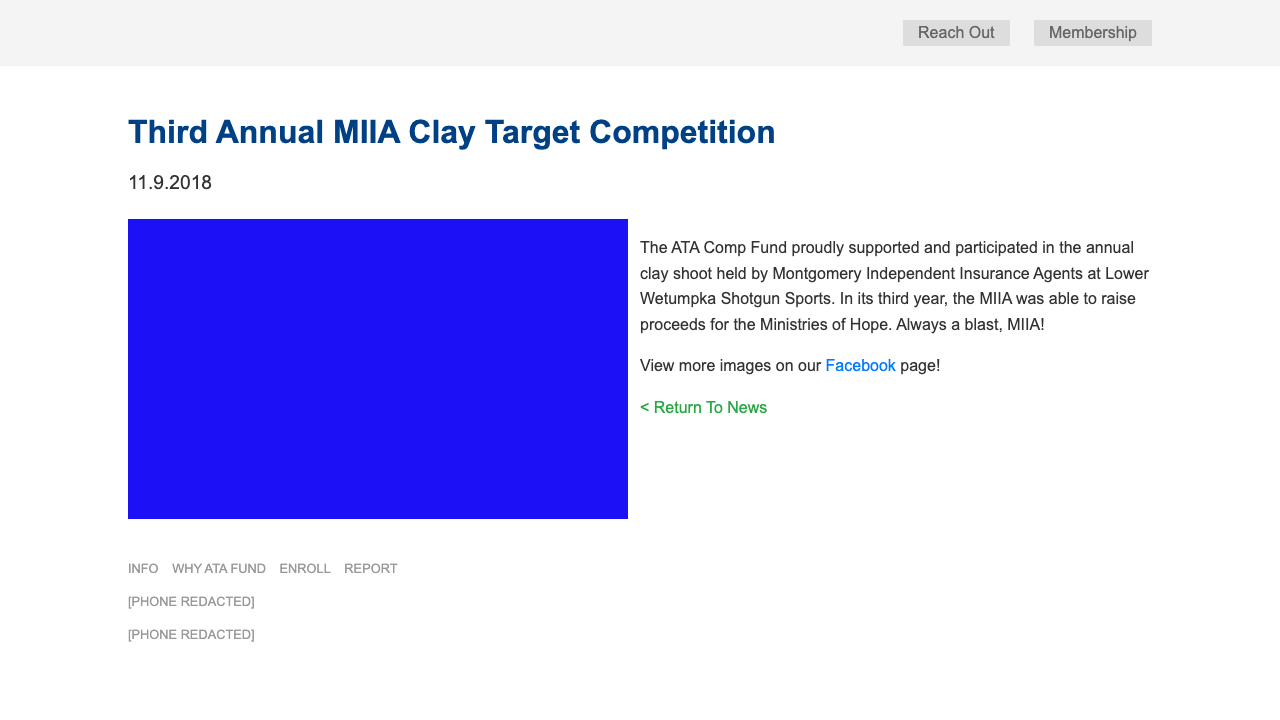 Reach Out Membership
Third Annual MIIA Clay Target Competition
11.9.2018
The ATA Comp Fund proudly supported and participated in the annual
clay shoot held by Montgomery Independent Insurance Agents at Lower
Wetumpka Shotgun Sports. In its third year, the MIIA was able to raise
proceeds for the Ministries of Hope. Always a blast, MIIA!
View more images on our Facebook page!
< Return To News
INFO WHY ATA FUND ENROLL REPORT
[PHONE REDACTED]
[PHONE REDACTED]